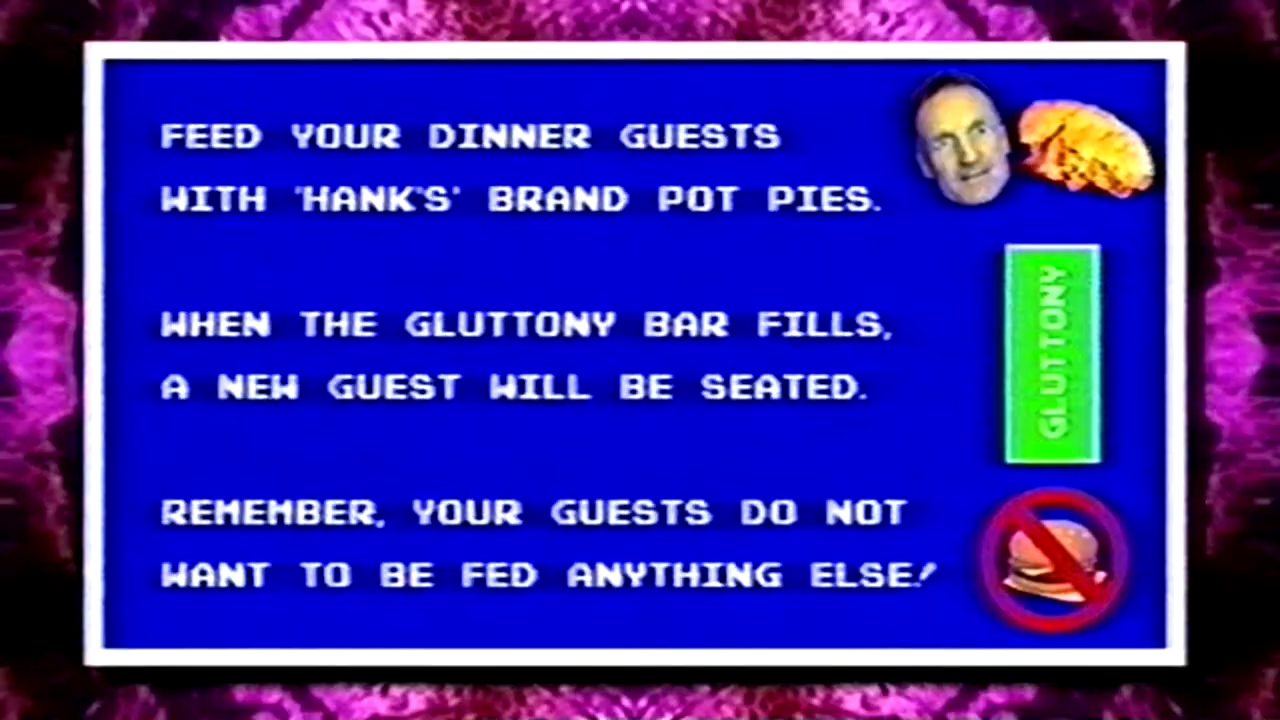 FEED YOUR DINNER GUESTS
WITH 'HANK'S' BRAND POT PIES.
WHEN THE GLUTTONY BAR FILLS,
A NEW GUEST WILL BE SEATED.
GLUTTONY
REMEMBER, YOUR GUESTS DO NOT
WANT TO BE FED ANYTHING ELSE!